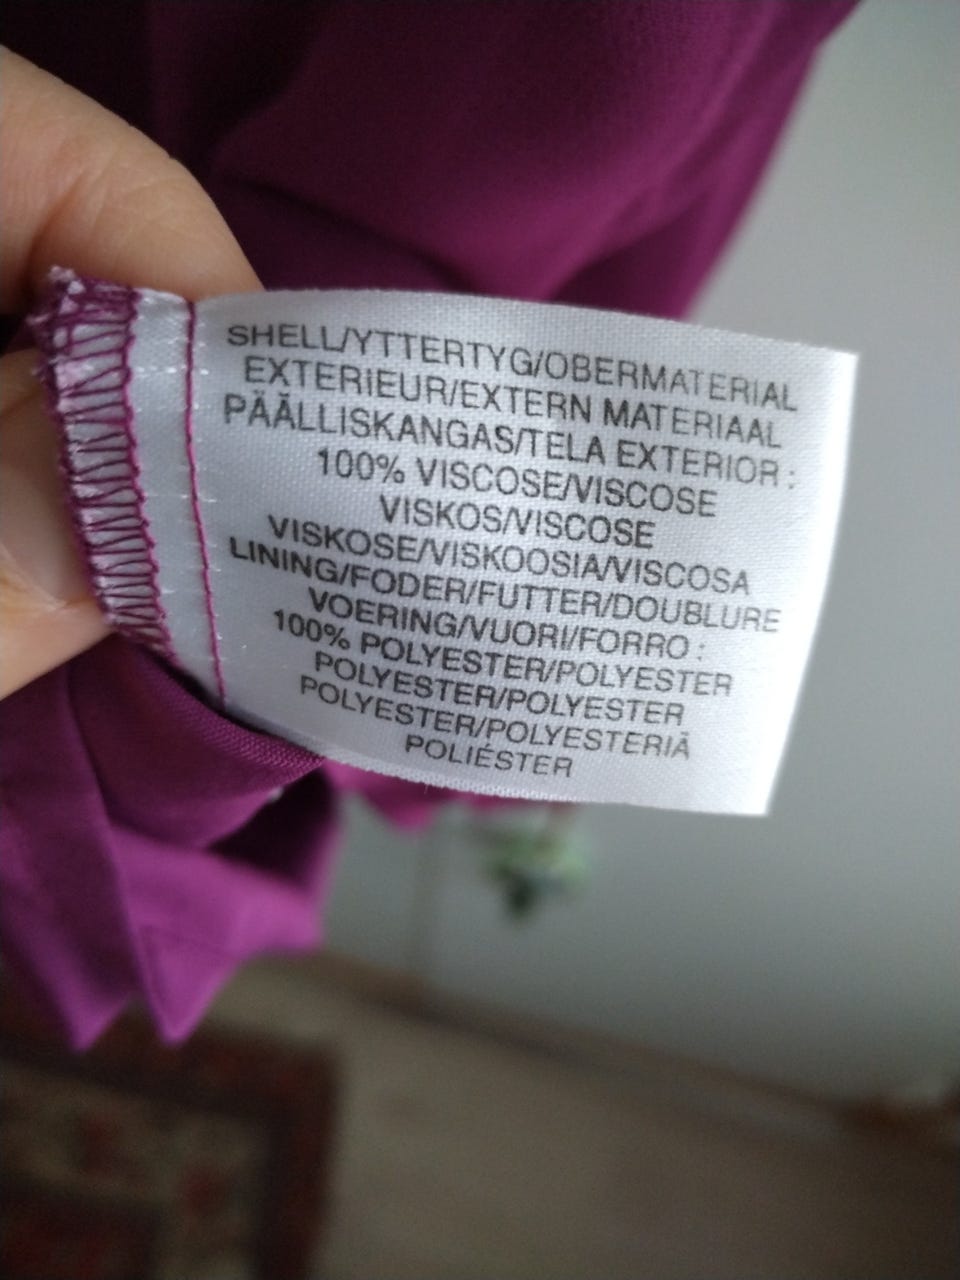 SHELL/YTTERTYG/OBERMATERIAL
EXTERIEUR/EXTERN MATERIAAL
PÄÄLLISKANGAS/TELA EXTERIOR :
100% VISCOSE/VISCOSE
VISKOS/VISCOSE
VISKOSE/VISKOOSIA/VISCOSA
LINING/FODER/FUTTER/DOUBLURE
VOERING/VUORI/FORRO :
100% POLYESTER/POLYESTER
POLYESTER/POLYESTER
POLYESTER/POLYESTERIÄ
POLIÉSTER